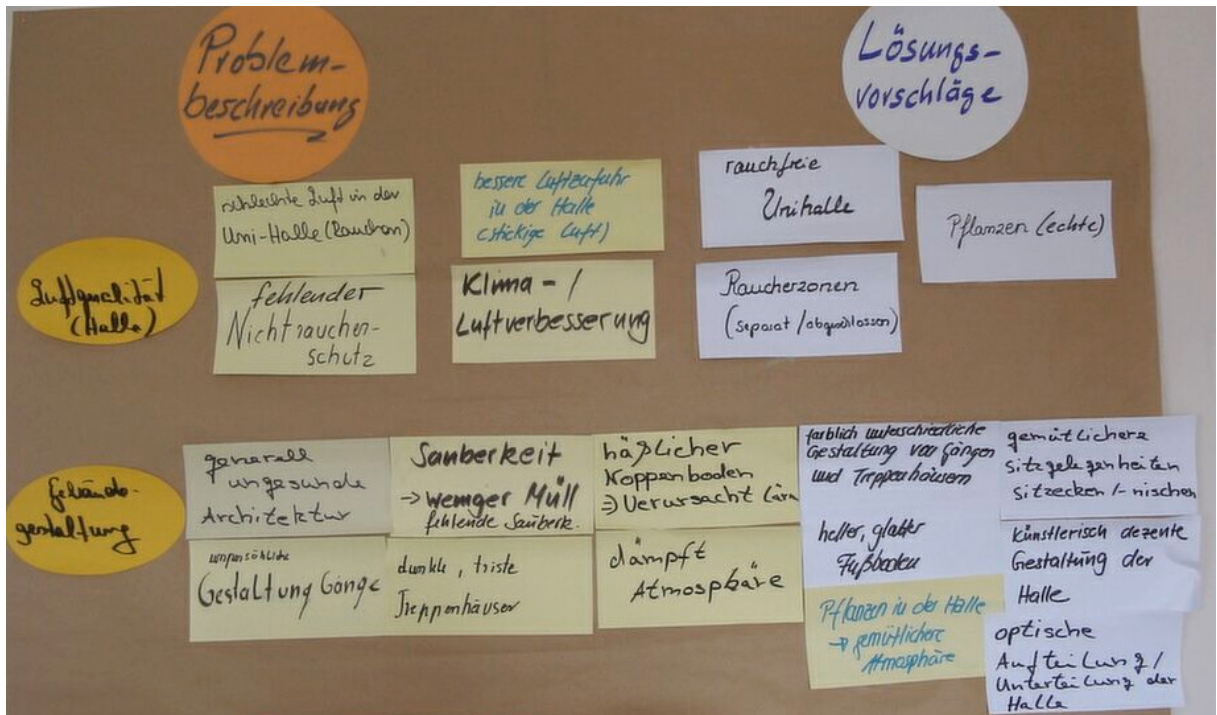 Problem-
beschreibung
Lösungs-
vorschläge
Luftqualität
(Halle)
schlechte Luft in der
Uni-Halle (Rauchen)
fehlender
Nichtraucher-
schutz
bessere Luftzufuhr
in der Halle
(stickige Luft)
Klima- /
Luftverbesserung
rauchfreie
Unihalle
Raucherzonen
(separat / abgeschlossen)
Pflanzen (echte)
Gebäude-
gestaltung
generell
ungesunde
Architektur
unpersönliche
Gestaltung Gänge
Sauberkeit
→ weniger Müll
fehlende Sauberk.
dunkle, triste
Treppenhäuser
häßlicher
Noppenboden
⇒ Verursacht Lärm
dämpft
Atmosphäre
farblich unterschiedliche
Gestaltung von Gängen
und Treppenhäusern
heller, glatter
Fußboden
Pflanzen in der Halle
→ gemütlichere
Atmosphäre
gemütlichere
Sitzgelegenheiten
Sitzecken /-nischen
künstlerisch dezente
Gestaltung der
Halle
optische
Aufteilung /
Unterteilung der
Halle